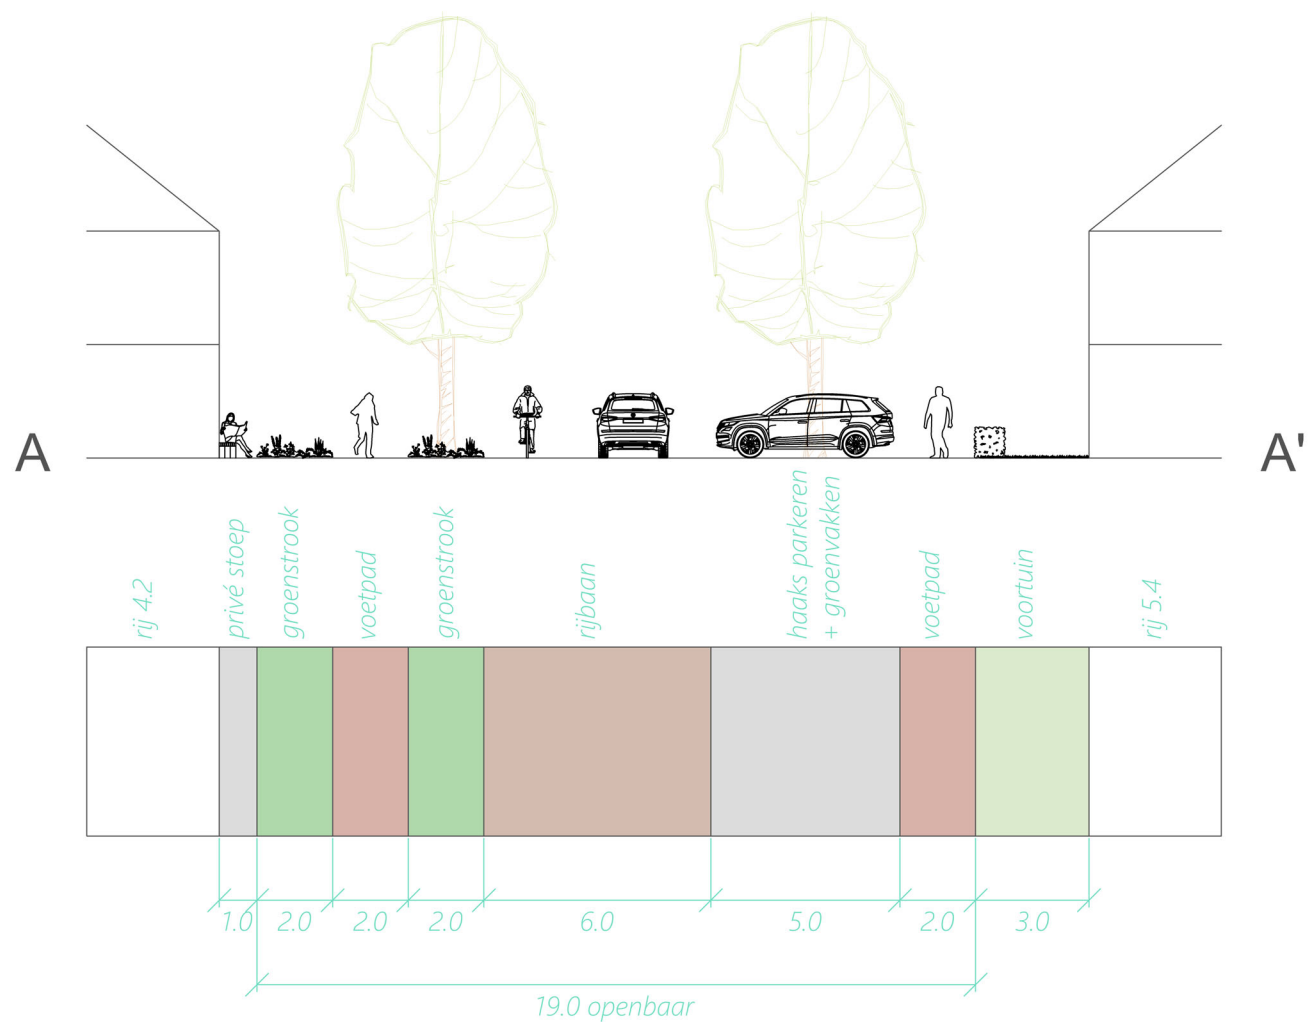 A
A'
rij 4.2
privé stoep
groenstrook
voetpad
groenstrook
rijbaan
haaks parkeren
+ groenvakken
voetpad
voortuin
rij 5.4
1.0
2.0
2.0
2.0
6.0
5.0
2.0
3.0
19.0 openbaar